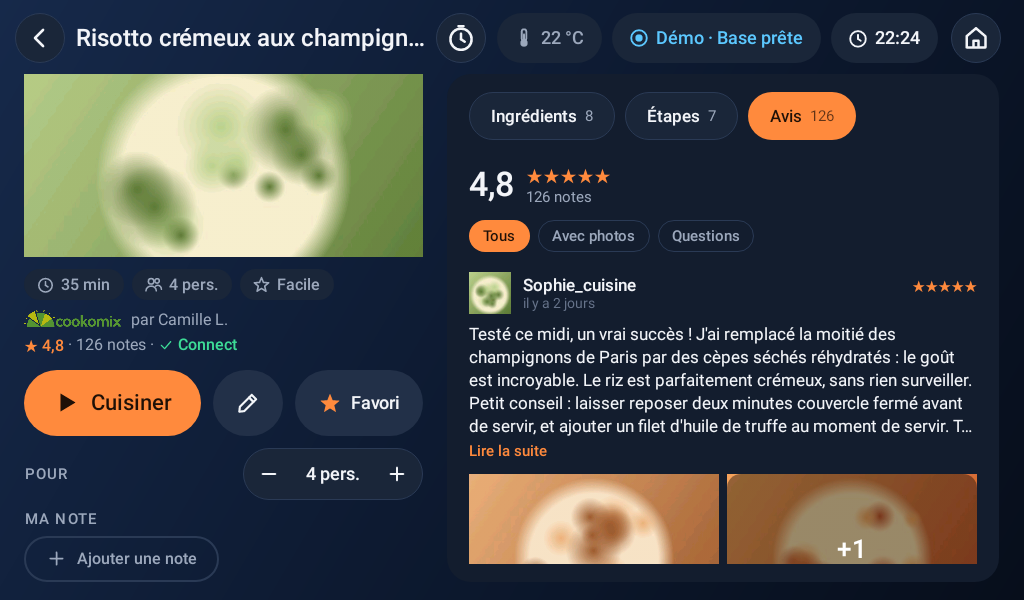 Risotto crémeux aux champign…
22 °C
Démo · Base prête
22:24
35 min
4 pers.
Facile
cookomix par Camille L.
★ 4,8 · 126 notes · ✓ Connect
Cuisiner
Favori
POUR
4 pers.
MA NOTE
Ajouter une note
Ingrédients 8
Étapes 7
Avis 126
4,8
126 notes
Tous
Avec photos
Questions
Sophie_cuisine
il y a 2 jours
Testé ce midi, un vrai succès ! J'ai remplacé la moitié des
champignons de Paris par des cèpes séchés réhydratés : le goût
est incroyable. Le riz est parfaitement crémeux, sans rien surveiller.
Petit conseil : laisser reposer deux minutes couvercle fermé avant
de servir, et ajouter un filet d'huile de truffe au moment de servir. T…
Lire la suite
+1